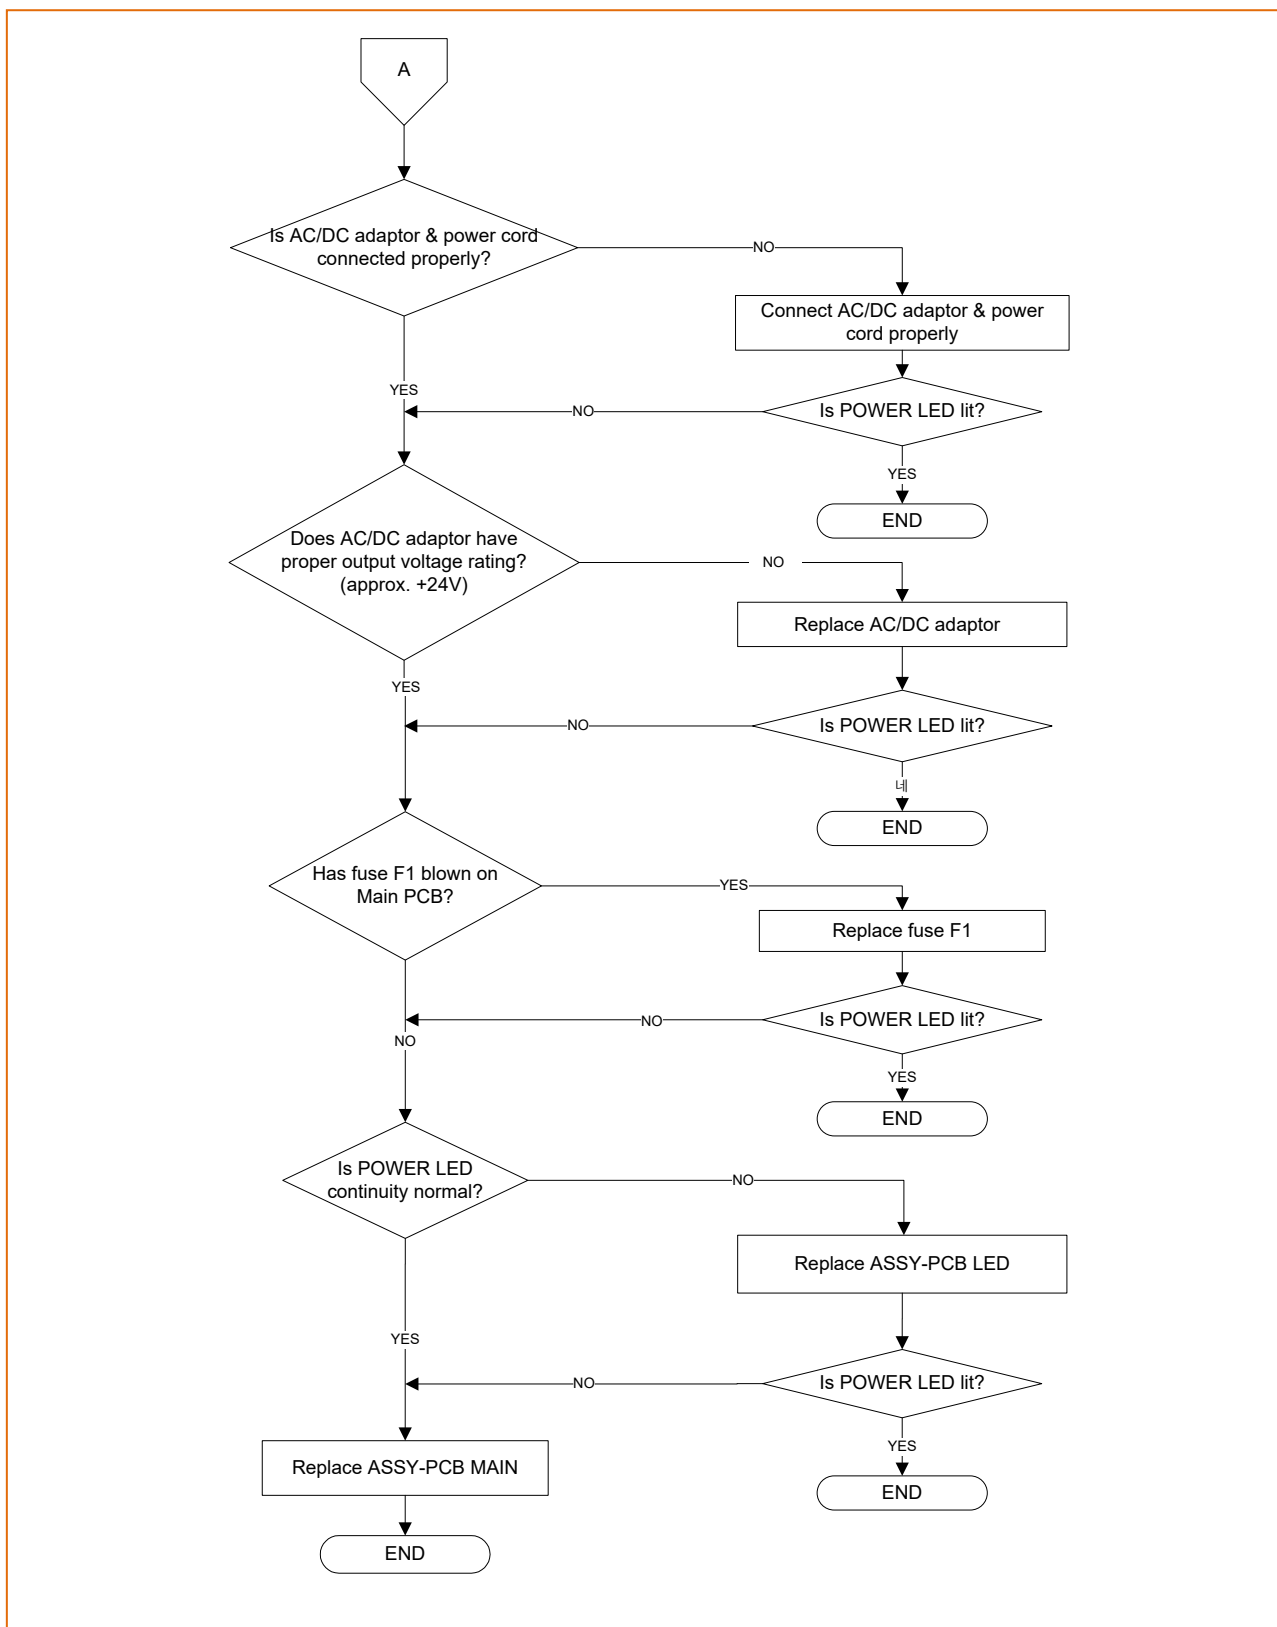 A
Is AC/DC adaptor & power cord
connected properly?
NO
Connect AC/DC adaptor & power
cord properly
YES
NO
Is POWER LED lit?
YES
END
Does AC/DC adaptor have
proper output voltage rating?
(approx. +24V)
NO
Replace AC/DC adaptor
YES
NO
Is POWER LED lit?
네
END
Has fuse F1 blown on
Main PCB?
YES
Replace fuse F1
NO
Is POWER LED lit?
NO
YES
END
Is POWER LED
continuity normal?
NO
Replace ASSY-PCB LED
YES
NO
Is POWER LED lit?
YES
Replace ASSY-PCB MAIN
END
END